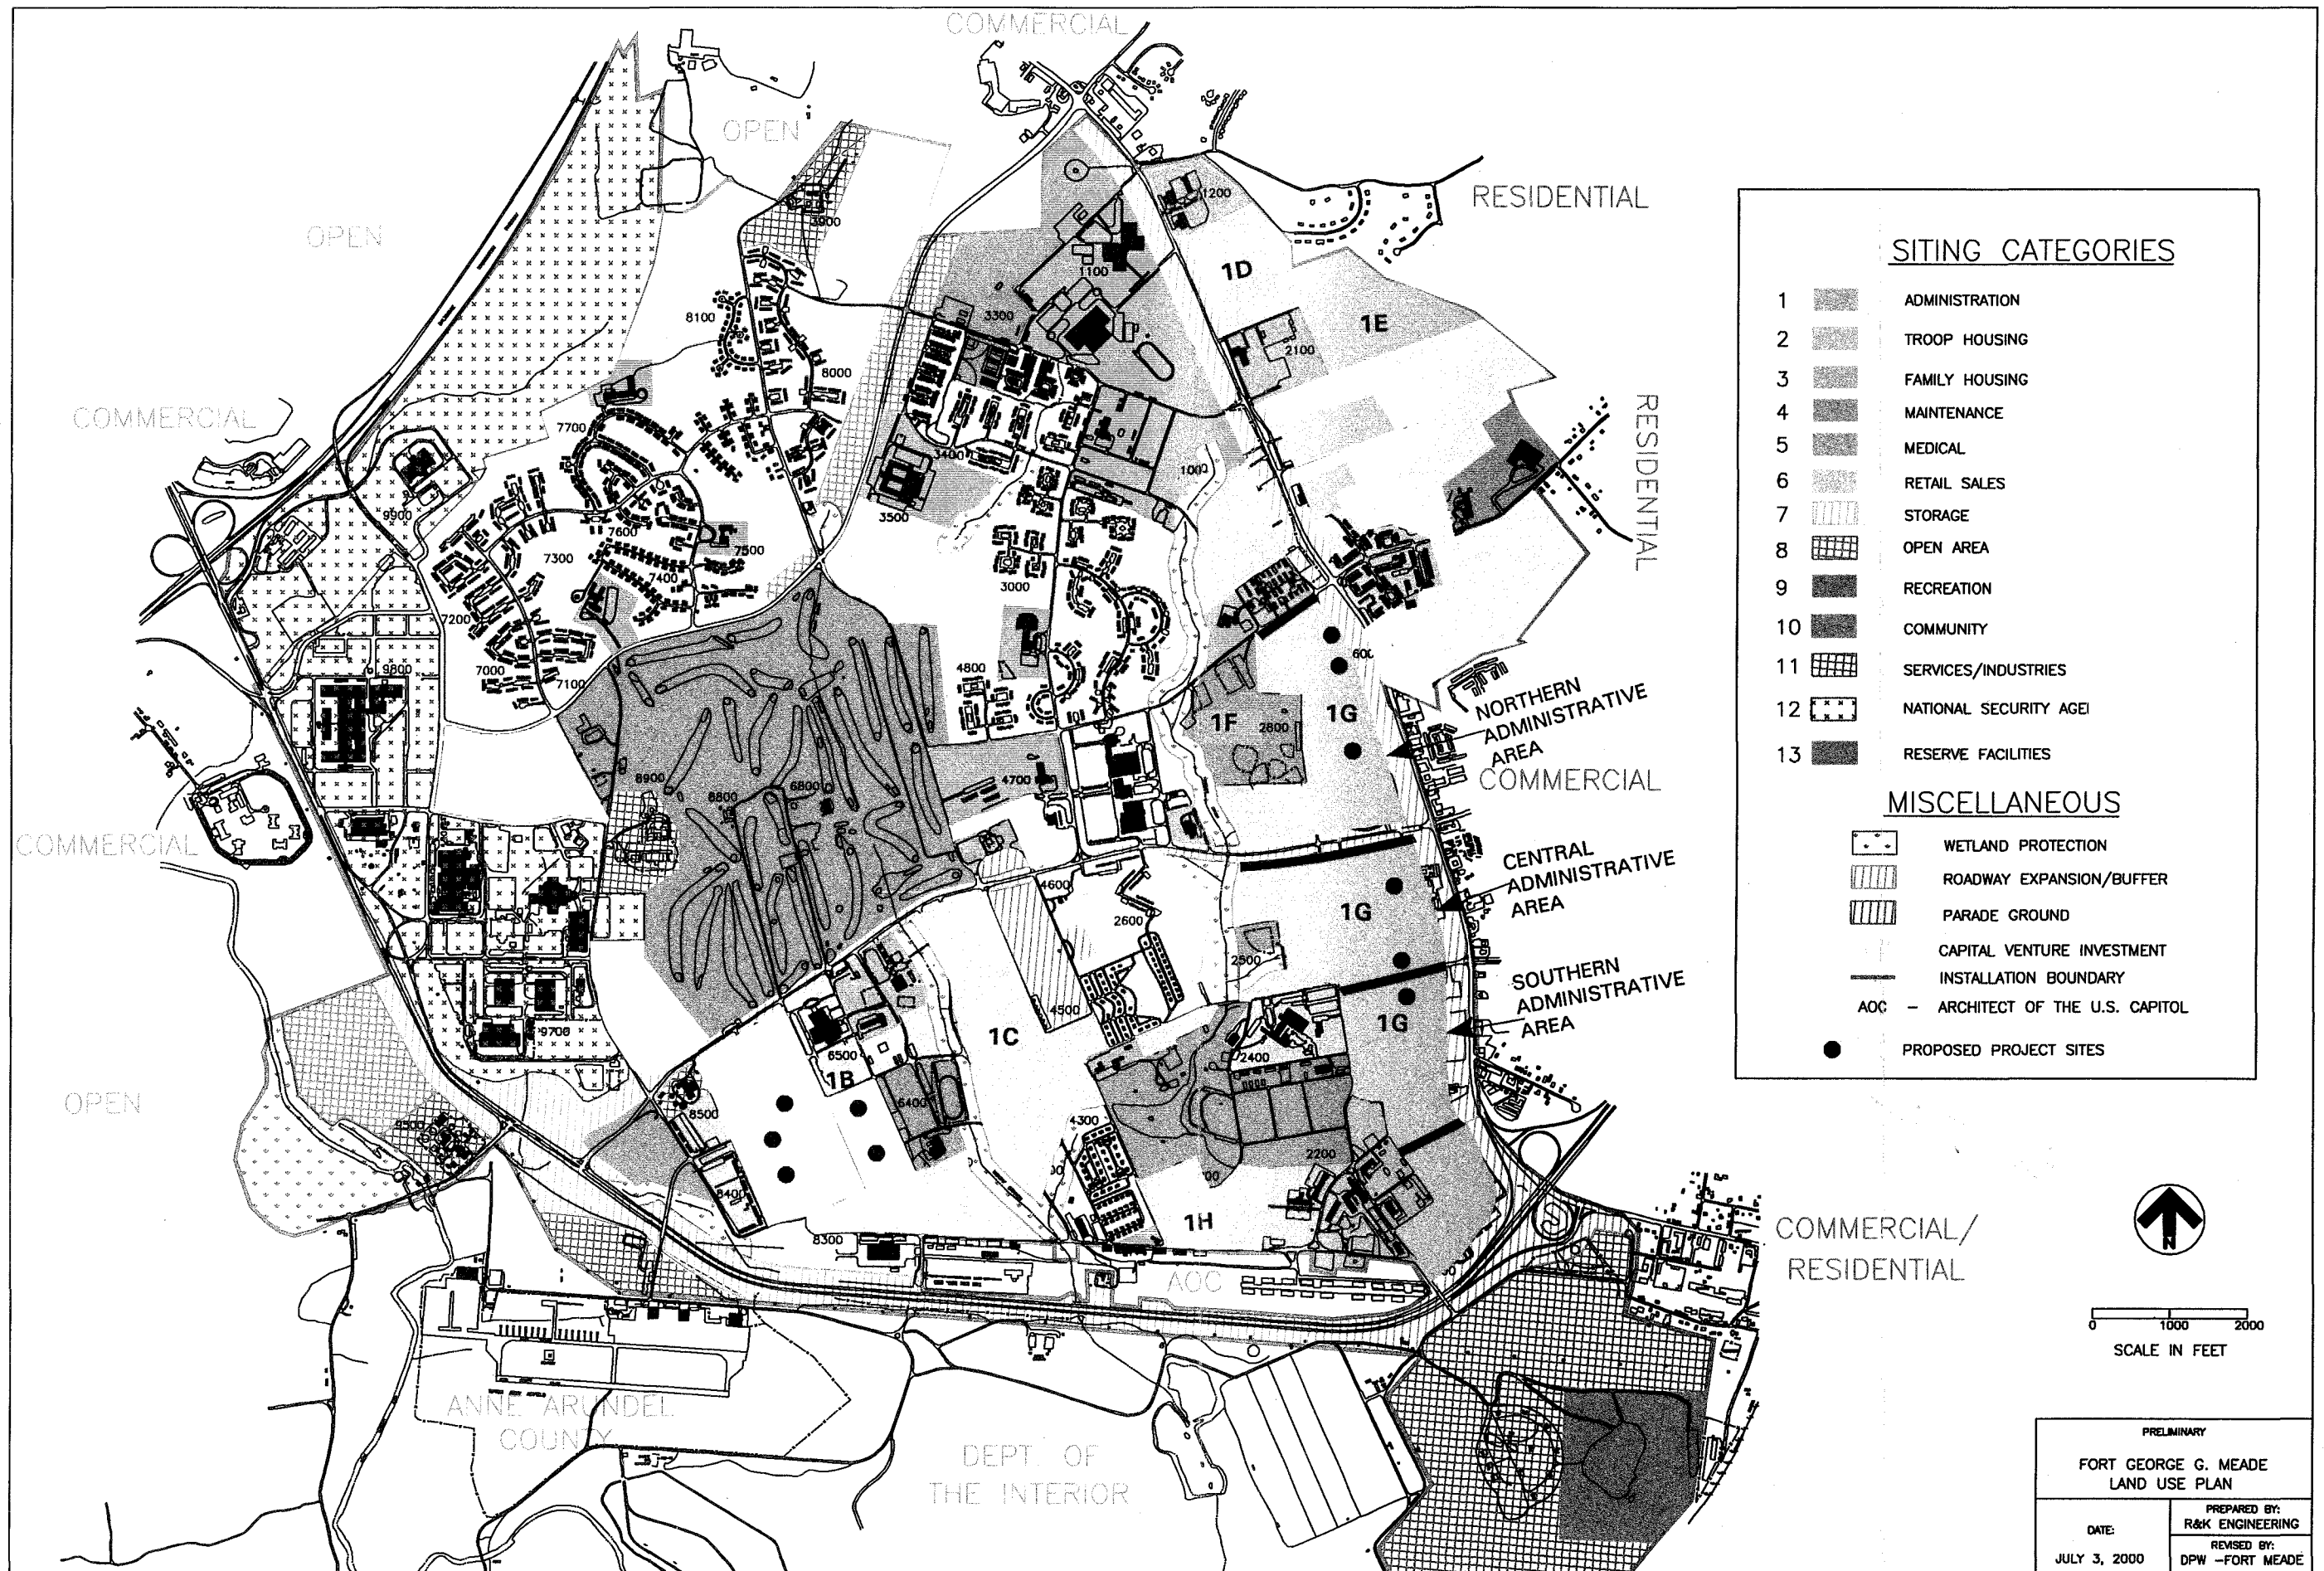 COMMERCIAL
OPEN
OPEN
RESIDENTIAL
COMMERCIAL
RESIDENTIAL
COMMERCIAL
COMMERCIAL
OPEN
COMMERCIAL/
RESIDENTIAL
AOC
ANNE ARUNDEL
COUNTY
DEPT. OF
THE INTERIOR
3900
1200
1100
1D
8100
3300
1E
2100
8000
7700
3400
1000
9900
3500
7600
7500
7300
7400
3000
7200
9800
7000
7100
4800
600
1F
2800
1G
NORTHERN
ADMINISTRATIVE
AREA
8900
8800
6800
4700
4600
2600
1G
CENTRAL
ADMINISTRATIVE
AREA
2500
4500
1C
SOUTHERN
ADMINISTRATIVE
AREA
1G
9700
6500
1B
2400
6400
8500
9500
4300
2200
00
00
8400
1H
8300
SITING CATEGORIES
1 ADMINISTRATION
2 TROOP HOUSING
3 FAMILY HOUSING
4 MAINTENANCE
5 MEDICAL
6 RETAIL SALES
7 STORAGE
8 OPEN AREA
9 RECREATION
10 COMMUNITY
11 SERVICES/INDUSTRIES
12 NATIONAL SECURITY AGEI
13 RESERVE FACILITIES
MISCELLANEOUS
WETLAND PROTECTION
ROADWAY EXPANSION/BUFFER
PARADE GROUND
CAPITAL VENTURE INVESTMENT
INSTALLATION BOUNDARY
AOC – ARCHITECT OF THE U.S. CAPITOL
PROPOSED PROJECT SITES
N
0 1000 2000
SCALE IN FEET
PRELIMINARY
FORT GEORGE G. MEADE
LAND USE PLAN
DATE:
JULY 3, 2000
PREPARED BY:
R&K ENGINEERING
REVISED BY:
DPW –FORT MEADE